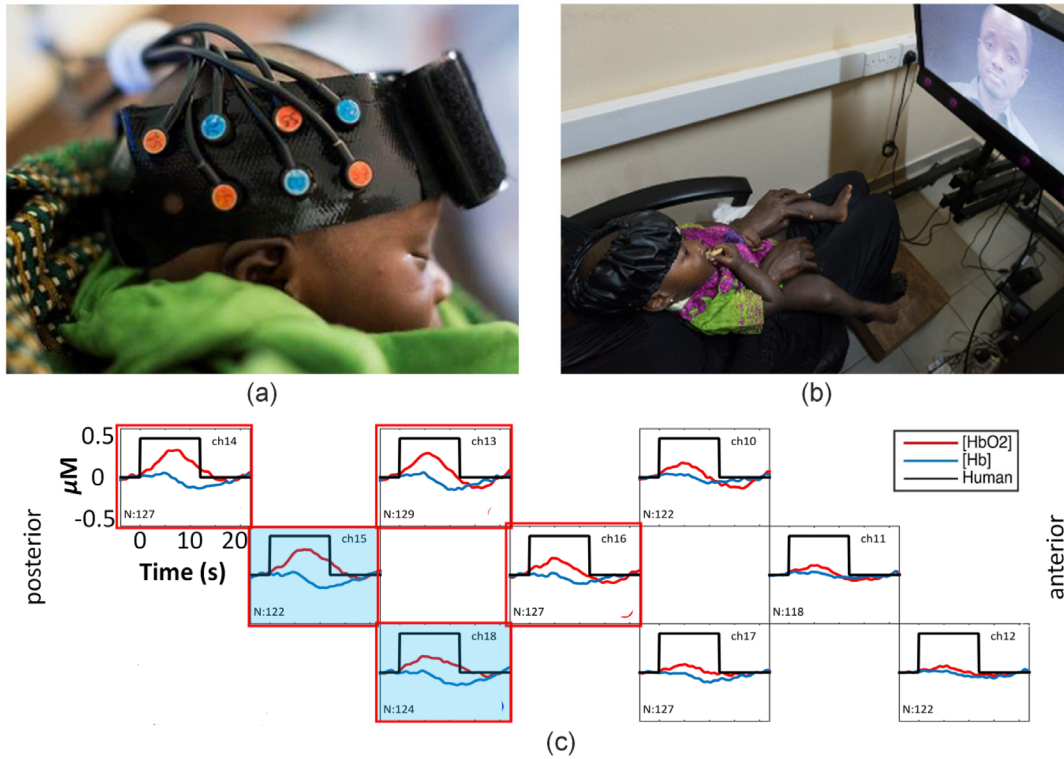 (a)
(b)
0.5
0
-0.5
μM
ch14
N:127
ch13
N:129
ch10
N:122
[HbO2]
[Hb]
Human
0 10 20
Time (s)
posterior
ch15
N:122
ch16
N:127
ch11
N:118
anterior
ch18
N:124
ch17
N:127
ch12
N:122
(c)